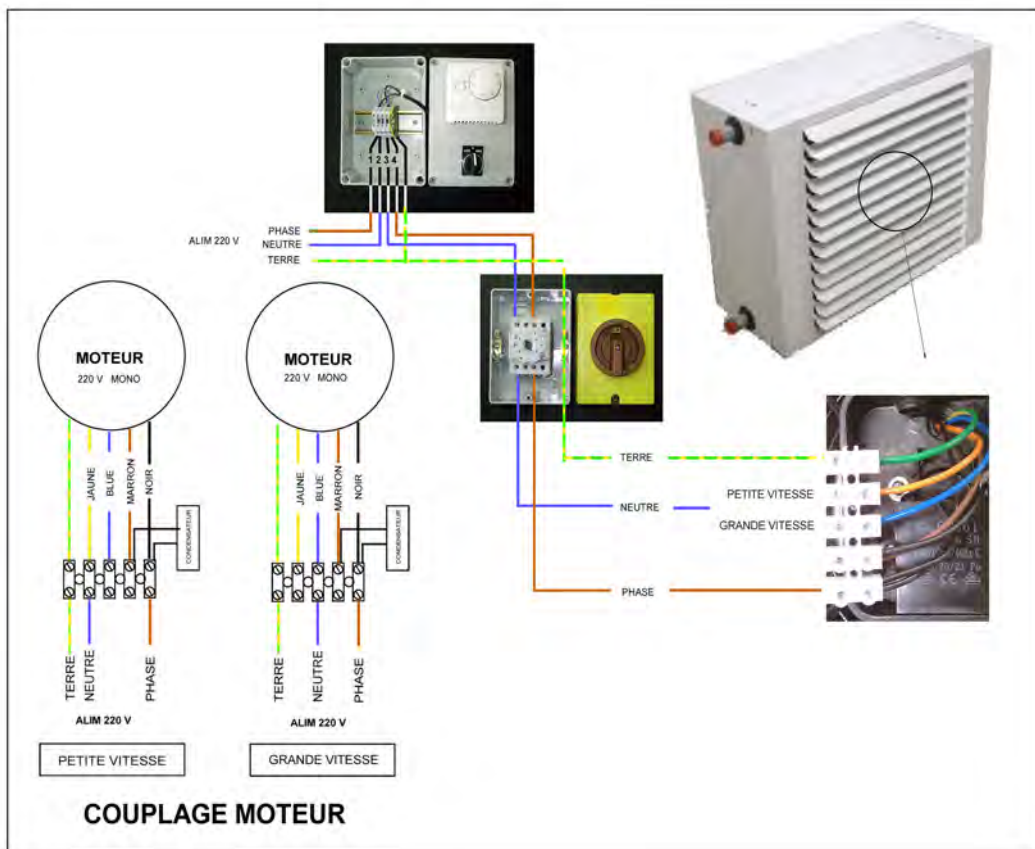 1 2 3 4
PHASE
ALIM 220 V
NEUTRE
TERRE
MOTEUR
220 V MONO
JAUNE
BLUE
MARRON
NOIR
CONDENSATEUR
TERRE
NEUTRE
PHASE
ALIM 220 V
PETITE VITESSE
MOTEUR
220 V MONO
JAUNE
BLUE
MARRON
NOIR
CONDENSATEUR
TERRE
NEUTRE
PHASE
ALIM 220 V
GRANDE VITESSE
TERRE
NEUTRE
PETITE VITESSE
GRANDE VITESSE
PHASE
COUPLAGE MOTEUR